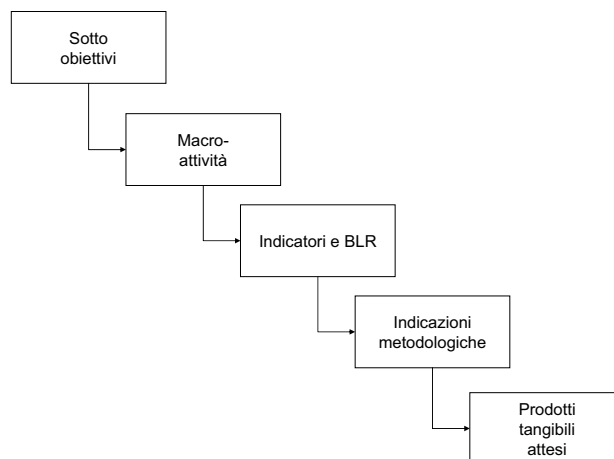 Sotto
obiettivi
Macro-
attività
Indicatori e BLR
Indicazioni
metodologiche
Prodotti
tangibili
attesi